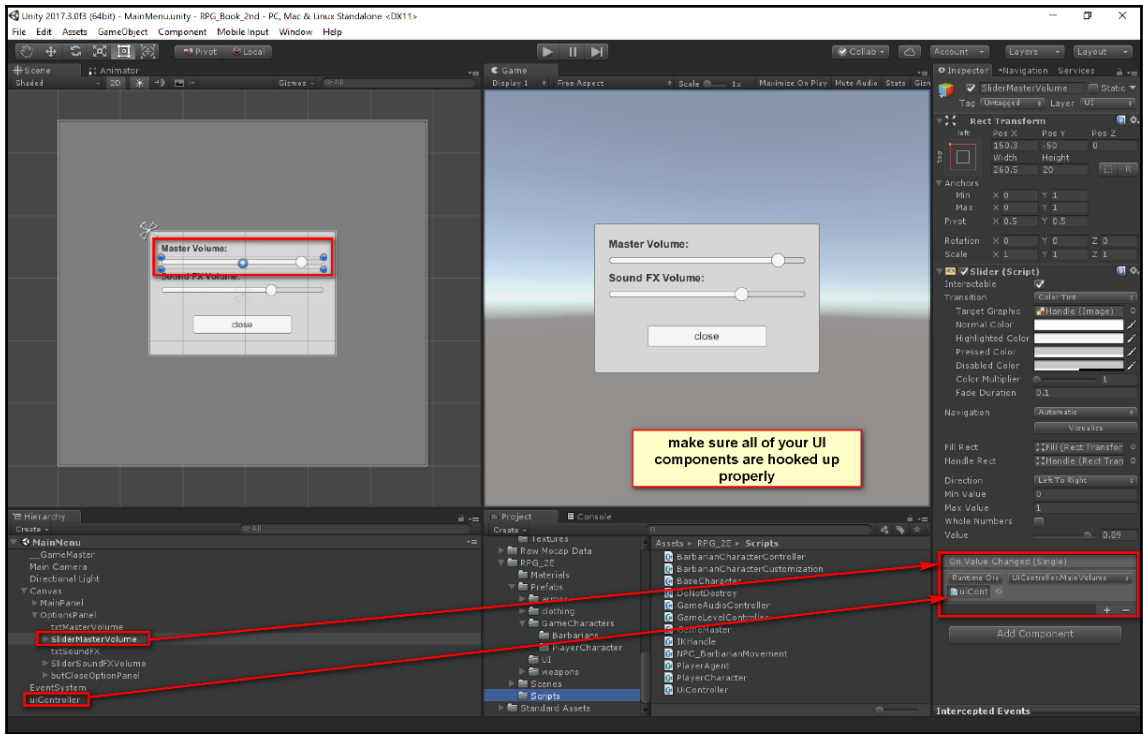 Unity 2017.3.0f3 (64bit) - MainMenu.unity - RPG_Book_2nd - PC, Mac & Linux Standalone <DX11>
File Edit Assets GameObject Component Mobile Input Window Help
Pivot Local Collab Account Layers Layout
Scene Animator
Shaded 2D Gizmos All
Master Volume:
Sound FX Volume:
close
Game
Display 1 Free Aspect Scale 1x Maximize On Play Mute Audio Stats
Master Volume:
Sound FX Volume:
close
make sure all of your UI
components are hooked up
properly
Inspector Navigation Services
SliderMasterVolume Static
Tag Untagged Layer UI
Rect Transform
left Pos X Pos Y Pos Z
top 150.3 -50 0
Width Height
260.5 20 R
Anchors
Min X 0 Y 1
Max X 0 Y 1
Pivot X 0.5 Y 0.5
Rotation X 0 Y 0 Z 0
Scale X 1 Y 1 Z 1
Slider (Script)
Interactable
Transition Color Tint
Target Graphic Handle (Image)
Normal Color
Highlighted Color
Pressed Color
Disabled Color
Color Multiplier 1
Fade Duration 0.1
Navigation Automatic
Visualize
Fill Rect Fill (Rect Transfor
Handle Rect Handle (Rect Tran
Direction Left To Right
Min Value 0
Max Value 1
Whole Numbers
Value 0.89
On Value Changed (Single)
Runtime Onl UiController.MainVolume
uiCont
+ -
Add Component
Intercepted Events
Hierarchy
Create All
MainMenu
__GameMaster
Main Camera
Directional Light
Canvas
MainPanel
OptionsPanel
txtMasterVolume
SliderMasterVolume
txtSoundFX
SliderSoundFXVolume
butCloseOptionPanel
EventSystem
uiController
Project Console
Create
Textures
Raw Mocap Data
RPG_2E
Materials
Prefabs
armor
clothing
GameCharacters
Barbarians
PlayerCharacter
UI
weapons
Scenes
Scripts
Standard Assets
Assets RPG_2E Scripts
BarbarianCharacterController
BarbarianCharacterCustomization
BaseCharacter
DoNotDestroy
GameAudioController
GameLevelController
GameMaster
IKHandle
NPC_BarbarianMovement
PlayerAgent
PlayerCharacter
UiController